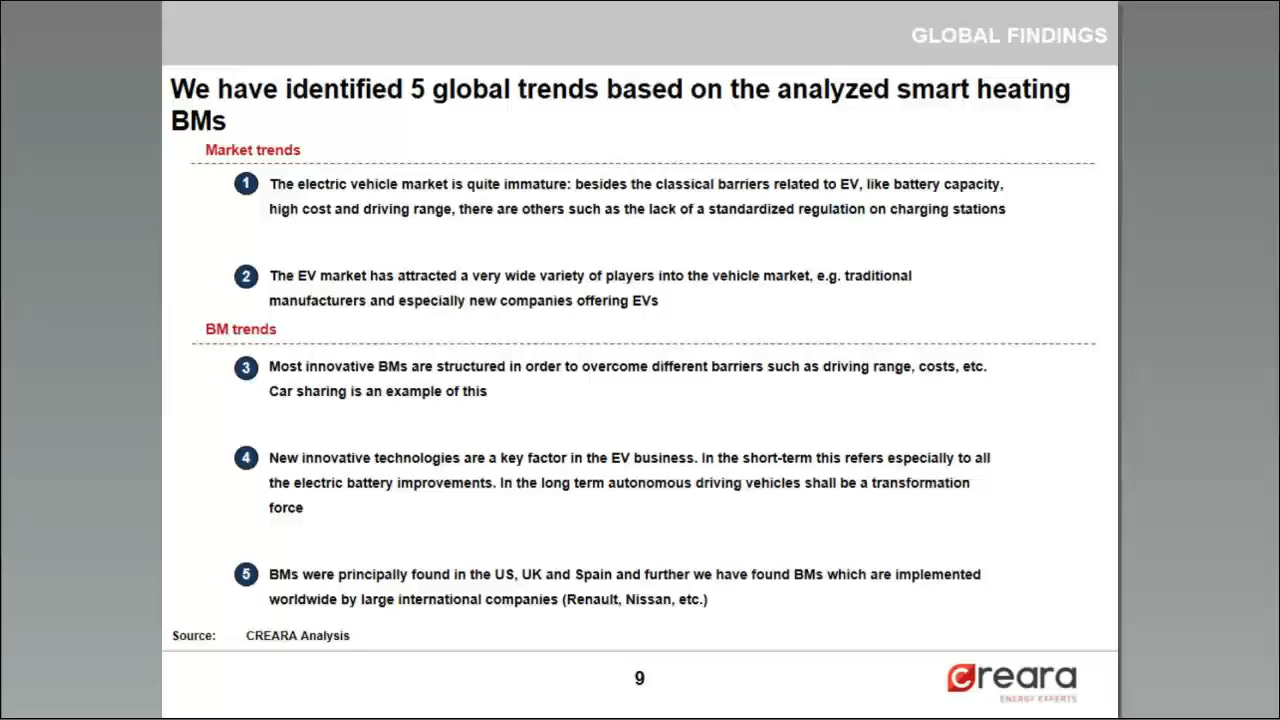 GLOBAL FINDINGS
We have identified 5 global trends based on the analyzed smart heating
BMs
Market trends
1 The electric vehicle market is quite immature: besides the classical barriers related to EV, like battery capacity,
high cost and driving range, there are others such as the lack of a standardized regulation on charging stations
2 The EV market has attracted a very wide variety of players into the vehicle market, e.g. traditional
manufacturers and especially new companies offering EVs
BM trends
3 Most innovative BMs are structured in order to overcome different barriers such as driving range, costs, etc.
Car sharing is an example of this
4 New innovative technologies are a key factor in the EV business. In the short-term this refers especially to all
the electric battery improvements. In the long term autonomous driving vehicles shall be a transformation
force
5 BMs were principally found in the US, UK and Spain and further we have found BMs which are implemented
worldwide by large international companies (Renault, Nissan, etc.)
Source: CREARA Analysis
9
creara
ENERGY EXPERTS